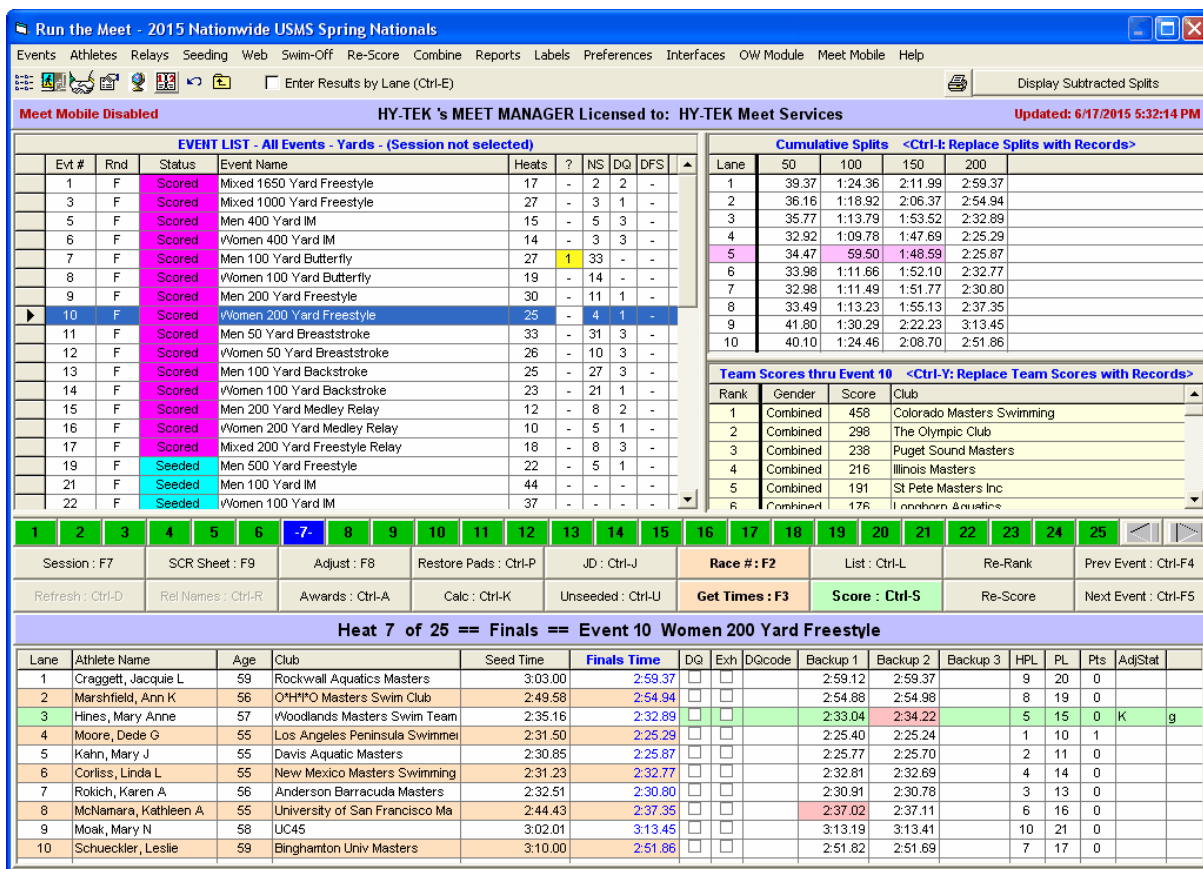 Run the Meet - 2015 Nationwide USMS Spring Nationals
Events Athletes Relays Seeding Web Swim-Off Re-Score Combine Reports Labels Preferences Interfaces OW Module Meet Mobile Help
Enter Results by Lane (Ctrl-E) Display Subtracted Splits
Meet Mobile Disabled HY-TEK 's MEET MANAGER Licensed to: HY-TEK Meet Services Updated: 6/17/2015 5:32:14 PM
EVENT LIST - All Events - Yards - (Session not selected)
Evt # Rnd Status Event Name Heats ? NS DQ DFS
1 F Scored Mixed 1650 Yard Freestyle 17 - 2 2 -
3 F Scored Mixed 1000 Yard Freestyle 27 - 3 1 -
5 F Scored Men 400 Yard IM 15 - 5 3 -
6 F Scored Women 400 Yard IM 14 - 3 3 -
7 F Scored Men 100 Yard Butterfly 27 1 33 - -
8 F Scored Women 100 Yard Butterfly 19 - 14 - -
9 F Scored Men 200 Yard Freestyle 30 - 11 1 -
10 F Scored Women 200 Yard Freestyle 25 - 4 1 -
11 F Scored Men 50 Yard Breaststroke 33 - 31 3 -
12 F Scored Women 50 Yard Breaststroke 26 - 10 3 -
13 F Scored Men 100 Yard Backstroke 25 - 27 3 -
14 F Scored Women 100 Yard Backstroke 23 - 21 1 -
15 F Scored Men 200 Yard Medley Relay 12 - 8 2 -
16 F Scored Women 200 Yard Medley Relay 10 - 5 1 -
17 F Scored Mixed 200 Yard Freestyle Relay 18 - 8 3 -
19 F Seeded Men 500 Yard Freestyle 22 - 5 1 -
21 F Seeded Men 100 Yard IM 44 - - - -
22 F Seeded Women 100 Yard IM 37 - - - -
Cumulative Splits <Ctrl-I: Replace Splits with Records>
Lane 50 100 150 200
1 39.37 1:24.36 2:11.99 2:59.37
2 36.16 1:18.92 2:06.37 2:54.94
3 35.77 1:13.79 1:53.52 2:32.89
4 32.92 1:09.78 1:47.69 2:25.29
5 34.47 59.50 1:48.59 2:25.87
6 33.98 1:11.66 1:52.10 2:32.77
7 32.98 1:11.49 1:51.77 2:30.80
8 33.49 1:13.23 1:55.13 2:37.35
9 41.80 1:30.29 2:22.23 3:13.45
10 40.10 1:24.46 2:08.70 2:51.86
Team Scores thru Event 10 <Ctrl-Y: Replace Team Scores with Records>
Rank Gender Score Club
1 Combined 458 Colorado Masters Swimming
2 Combined 298 The Olympic Club
3 Combined 238 Puget Sound Masters
4 Combined 216 Illinois Masters
5 Combined 191 St Pete Masters Inc
6 Combined 176 Longhorn Aquatics
1 2 3 4 5 6 -7- 8 9 10 11 12 13 14 15 16 17 18 19 20 21 22 23 24 25
Session : F7 SCR Sheet : F9 Adjust : F8 Restore Pads : Ctrl-P JD : Ctrl-J Race # : F2 List : Ctrl-L Re-Rank Prev Event : Ctrl-F4
Refresh : Ctrl-D Rel Names : Ctrl-R Awards : Ctrl-A Calc : Ctrl-K Unseeded : Ctrl-U Get Times : F3 Score : Ctrl-S Re-Score Next Event : Ctrl-F5
Heat 7 of 25 == Finals == Event 10 Women 200 Yard Freestyle
Lane Athlete Name Age Club Seed Time Finals Time DQ Exh DQcode Backup 1 Backup 2 Backup 3 HPL PL Pts AdjStat
1 Craggett, Jacquie L 59 Rockwall Aquatics Masters 3:03.00 2:59.37 2:59.12 2:59.37 9 20 0
2 Marshfield, Ann K 56 O*H*I*O Masters Swim Club 2:49.58 2:54.94 2:54.88 2:54.98 8 19 0
3 Hines, Mary Anne 57 Woodlands Masters Swim Team 2:35.16 2:32.89 2:33.04 2:34.22 5 15 0 K g
4 Moore, Dede G 55 Los Angeles Peninsula Swimmer 2:31.50 2:25.29 2:25.40 2:25.24 1 10 1
5 Kahn, Mary J 55 Davis Aquatic Masters 2:30.85 2:25.87 2:25.77 2:25.70 2 11 0
6 Corliss, Linda L 55 New Mexico Masters Swimming 2:31.23 2:32.77 2:32.81 2:32.69 4 14 0
7 Rokich, Karen A 56 Anderson Barracuda Masters 2:32.51 2:30.80 2:30.91 2:30.78 3 13 0
8 McNamara, Kathleen A 55 University of San Francisco Ma 2:44.43 2:37.35 2:37.02 2:37.11 6 16 0
9 Moak, Mary N 58 UC45 3:02.01 3:13.45 3:13.19 3:13.41 10 21 0
10 Schueckler, Leslie 59 Binghamton Univ Masters 3:10.00 2:51.86 2:51.82 2:51.69 7 17 0